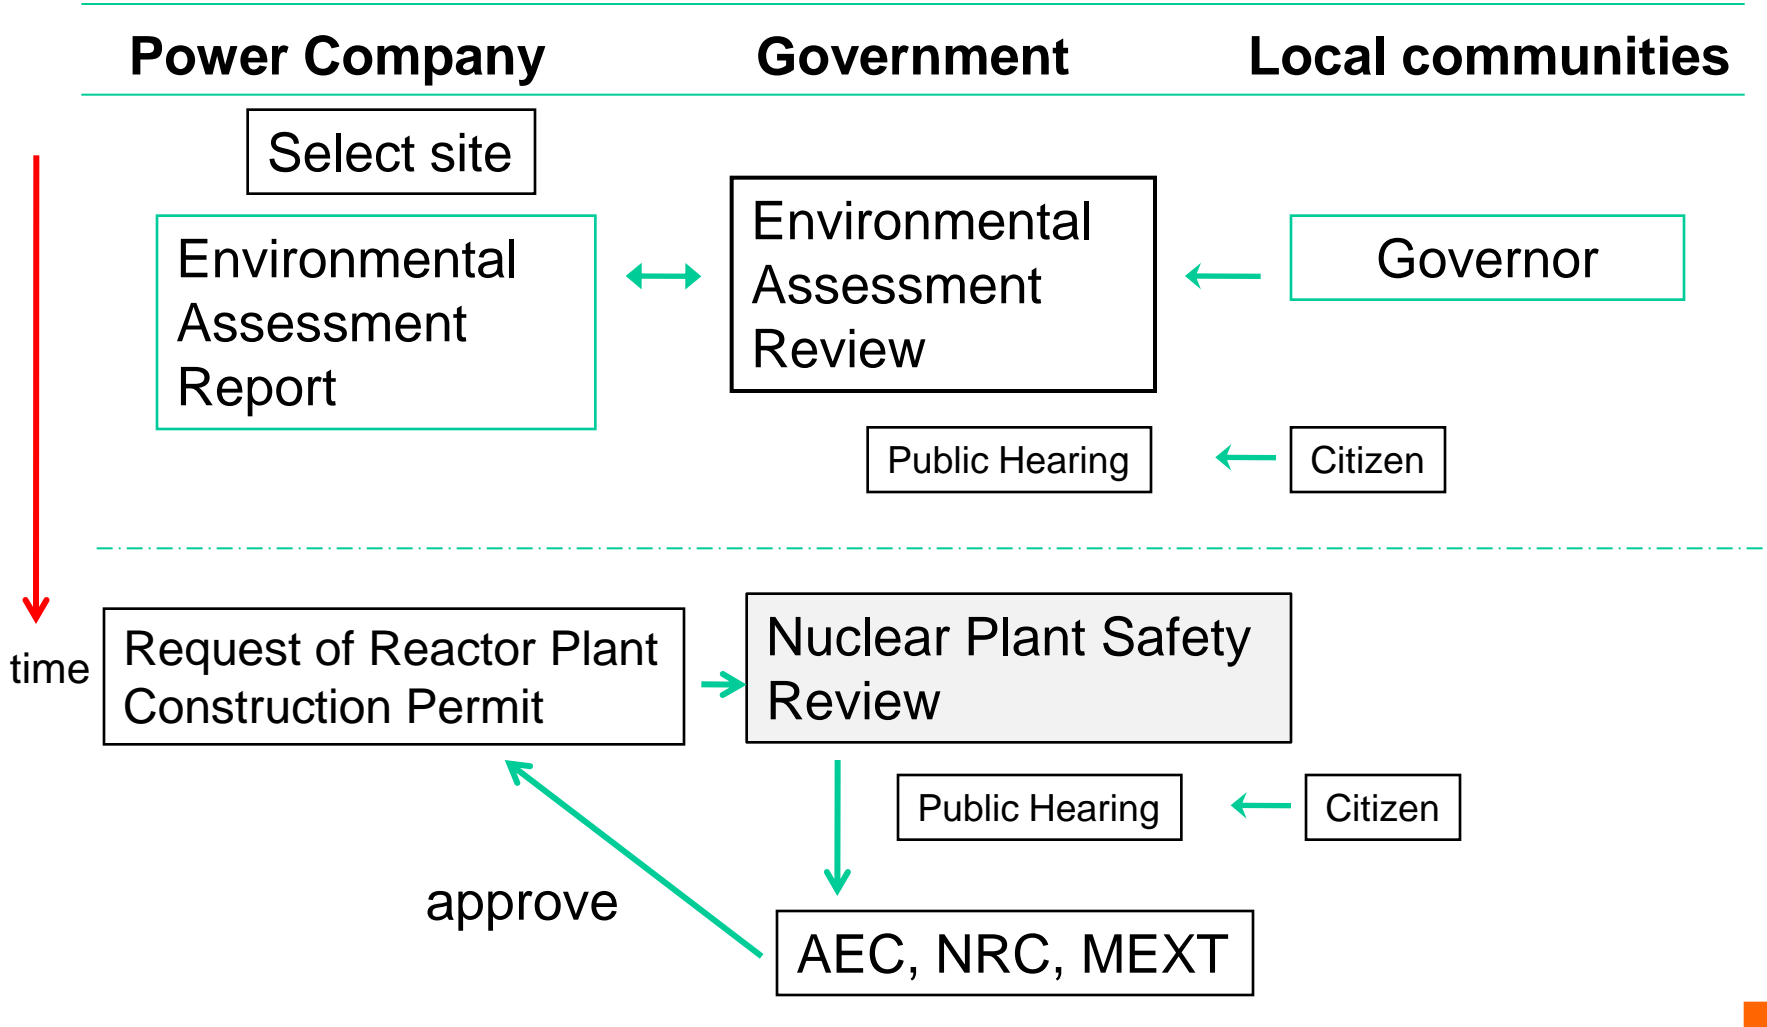 Power Company
Government
Local communities
Select site
Environmental
Assessment
Report
Environmental
Assessment
Review
Governor
Public Hearing
Citizen
time
Request of Reactor Plant
Construction Permit
Nuclear Plant Safety
Review
Public Hearing
Citizen
approve
AEC, NRC, MEXT